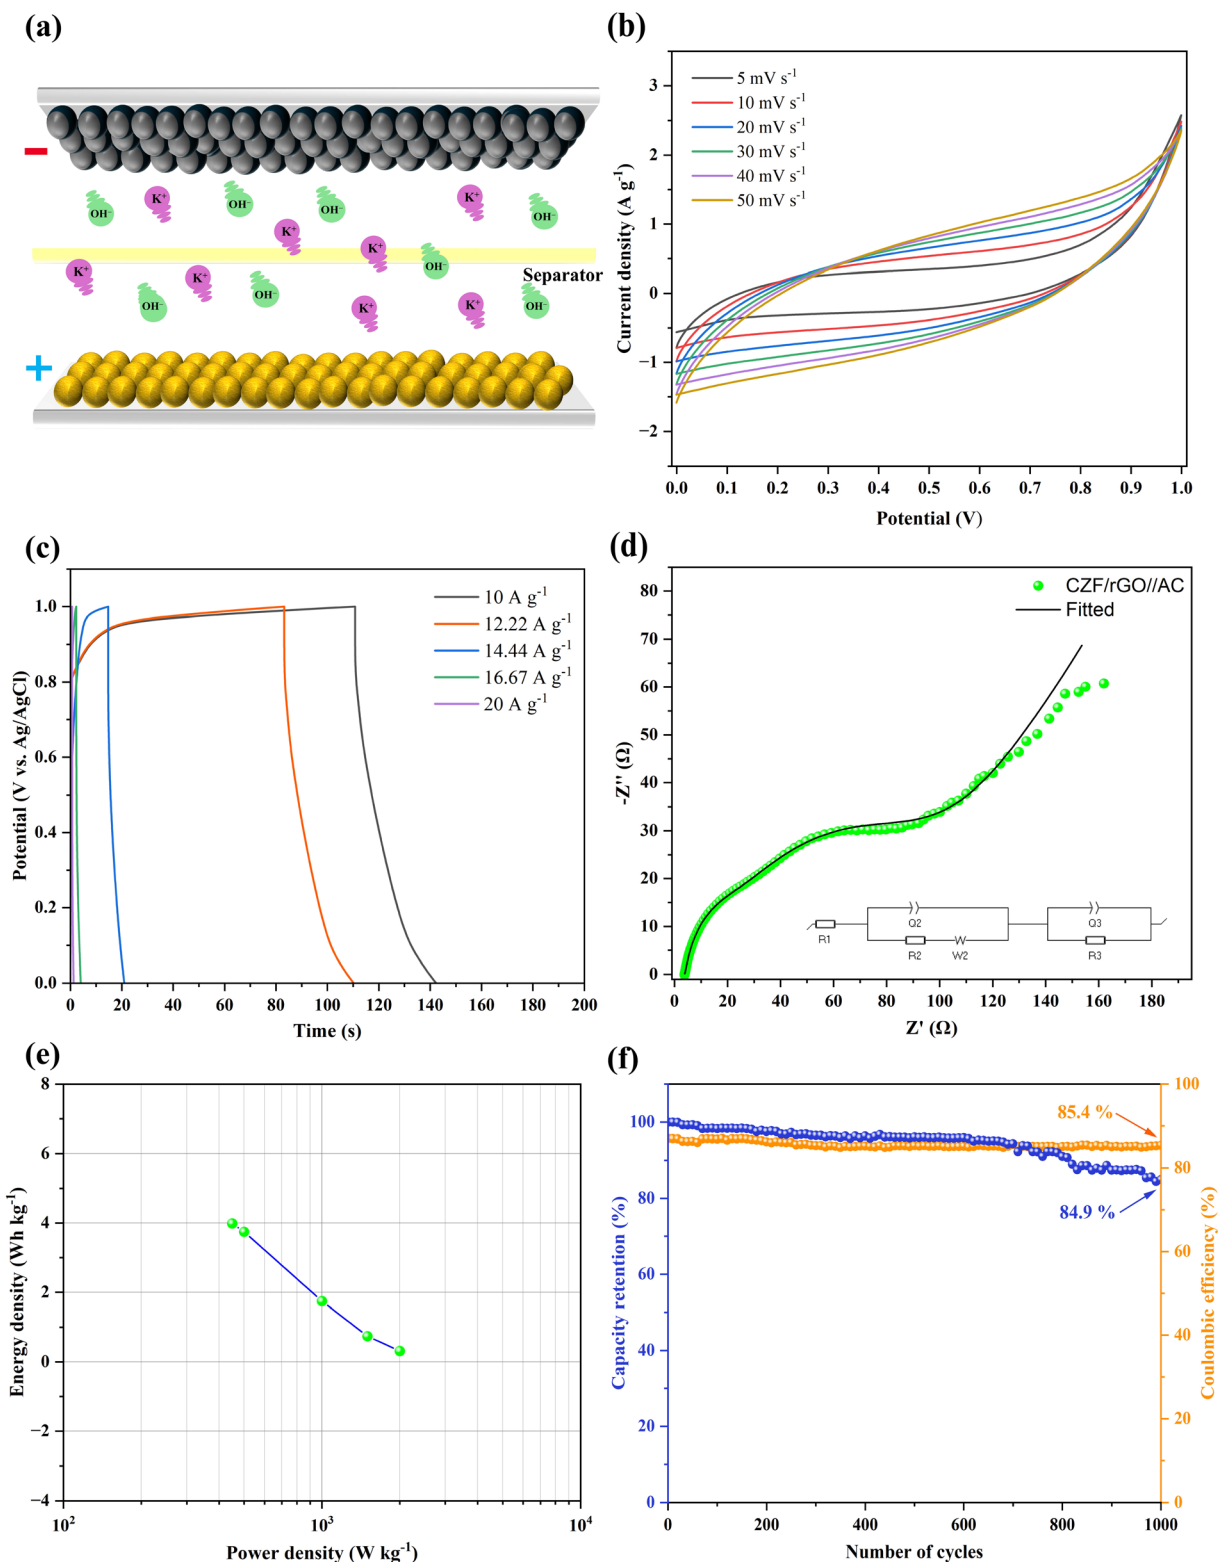 (a)
−
K⁺
OH⁻
OH⁻
K⁺
OH⁻
OH⁻
K⁺
K⁺
OH⁻
K⁺
K⁺
Separator
OH⁻
OH⁻
K⁺
K⁺
OH⁻
+
(b)
5 mV s⁻¹
10 mV s⁻¹
20 mV s⁻¹
30 mV s⁻¹
40 mV s⁻¹
50 mV s⁻¹
Current density (A g⁻¹)
3
2
1
0
−1
−2
0.0 0.1 0.2 0.3 0.4 0.5 0.6 0.7 0.8 0.9 1.0
Potential (V)
(c)
10 A g⁻¹
12.22 A g⁻¹
14.44 A g⁻¹
16.67 A g⁻¹
20 A g⁻¹
Potential (V vs. Ag/AgCl)
1.0
0.8
0.6
0.4
0.2
0.0
0 20 40 60 80 100 120 140 160 180 200
Time (s)
(d)
CZF/rGO//AC
Fitted
-Z'' (Ω)
80
70
60
50
40
30
20
10
0
R1
Q2
R2 W2
Q3
R3
0 20 40 60 80 100 120 140 160 180
Z' (Ω)
(e)
Energy density (Wh kg⁻¹)
8
6
4
2
0
−2
−4
10² 10³ 10⁴
Power density (W kg⁻¹)
(f)
Capacity retention (%)
100
80
60
40
20
0
85.4 %
84.9 %
100
80
60
40
20
0
Coulombic efficiency (%)
0 200 400 600 800 1000
Number of cycles